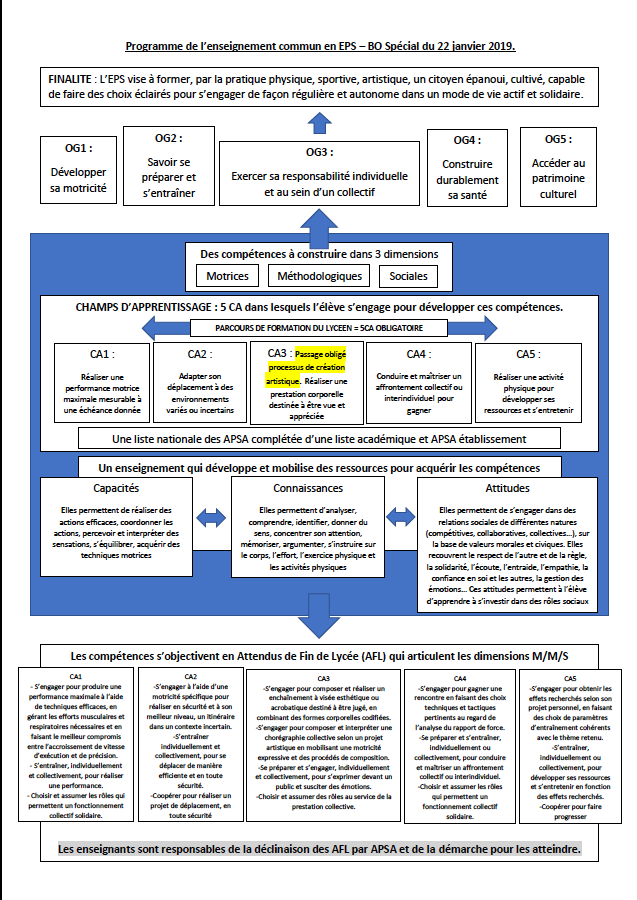 Programme de l'enseignement commun en EPS – BO Spécial du 22 janvier 2019.
FINALITE : L'EPS vise à former, par la pratique physique, sportive, artistique, un citoyen épanoui, cultivé, capable
de faire des choix éclairés pour s'engager de façon régulière et autonome dans un mode de vie actif et solidaire.
OG1 :
Développer
sa motricité
OG2 :
Savoir se
préparer et
s'entraîner
OG3 :
Exercer sa responsabilité individuelle
et au sein d'un collectif
OG4 :
Construire
durablement
sa santé
OG5 :
Accéder au
patrimoine
culturel
Des compétences à construire dans 3 dimensions
Motrices
Méthodologiques
Sociales
CHAMPS D'APPRENTISSAGE : 5 CA dans lesquels l'élève s'engage pour développer ces compétences.
PARCOURS DE FORMATION DU LYCEEN = 5CA OBLIGATOIRE
CA1 :
Réaliser une
performance motrice
maximale mesurable à
une échéance donnée
CA2 :
Adapter son
déplacement à des
environnements
variés ou incertains
CA3 : Passage obligé
processus de création
artistique. Réaliser une
prestation corporelle
destinée à être vue et
appréciée
CA4 :
Conduire et maîtriser un
affrontement collectif ou
interindividuel pour
gagner
CA5 :
Réaliser une activité
physique pour
développer ses
ressources et s'entretenir
Une liste nationale des APSA complétée d'une liste académique et APSA établissement
Un enseignement qui développe et mobilise des ressources pour acquérir les compétences
Capacités
Elles permettent de réaliser des
actions efficaces, coordonner les
actions, percevoir et interpréter des
sensations, s'équilibrer, acquérir des
techniques motrices
Connaissances
Elles permettent d'analyser,
comprendre, identifier, donner du
sens, concentrer son attention,
mémoriser, argumenter, s'instruire sur
le corps, l'effort, l'exercice physique et
les activités physiques
Attitudes
Elles permettent de s'engager dans des
relations sociales de différentes natures
(compétitives, collaboratives, collectives…), sur
la base de valeurs morales et civiques. Elles
recouvrent le respect de l'autre et de la règle,
la solidarité, l'écoute, l'entraide, l'empathie, la
confiance en soi et les autres, la gestion des
émotions… Ces attitudes permettent à l'élève
d'apprendre à s'investir dans des rôles sociaux
Les compétences s'objectivent en Attendus de Fin de Lycée (AFL) qui articulent les dimensions M/M/S
CA1
- S'engager pour produire une
performance maximale à l'aide
de techniques efficaces, en
gérant les efforts musculaires et
respiratoires nécessaires et en
faisant le meilleur compromis
entre l'accroissement de vitesse
d'exécution et de précision.
- S'entraîner, individuellement
et collectivement, pour réaliser
une performance.
- Choisir et assumer les rôles qui
permettent un fonctionnement
collectif solidaire.
CA2
-S'engager à l'aide d'une
motricité spécifique pour
réaliser en sécurité et à son
meilleur niveau, un itinéraire
dans un contexte incertain.
-S'entraîner
individuellement et
collectivement, pour se
déplacer de manière
efficiente et en toute
sécurité.
-Coopérer pour réaliser un
projet de déplacement, en
toute sécurité
CA3
-S'engager pour composer et réaliser un
enchaînement à visée esthétique ou
acrobatique destiné à être jugé, en
combinant des formes corporelles codifiées.
-S'engager pour composer et interpréter une
chorégraphie collective selon un projet
artistique en mobilisant une motricité
expressive et des procédés de composition.
-Se préparer et s'engager, individuellement
et collectivement, pour s'exprimer devant un
public et susciter des émotions.
-Choisir et assumer des rôles au service de la
prestation collective.
CA4
-S'engager pour gagner une
rencontre en faisant des choix
techniques et tactiques
pertinents au regard de
l'analyse du rapport de force.
-Se préparer et s'entraîner,
individuellement ou
collectivement, pour conduire
et maîtriser un affrontement
collectif ou interindividuel.
-Choisir et assumer les rôles
qui permettent un
fonctionnement collectif
solidaire.
CA5
-S'engager pour obtenir les
effets recherchés selon son
projet personnel, en faisant
des choix de paramètres
d'entraînement cohérents
avec le thème retenu.
-S'entraîner,
individuellement ou
collectivement, pour
développer ses ressources
et s'entretenir en fonction
des effets recherchés.
-Coopérer pour faire
progresser
Les enseignants sont responsables de la déclinaison des AFL par APSA et de la démarche pour les atteindre.